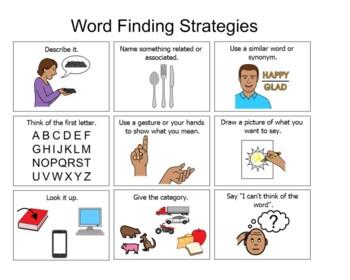 Word Finding Strategies
Describe it.
Name something related or
associated.
Use a similar word or
synonym.
HAPPY
GLAD
Think of the first letter.
A B C D E F
G H I J K L M
N O P Q R S T
U V W X Y Z
Use a gesture or your hands
to show what you mean.
Draw a picture of what you
want to say.
Look it up.
Give the category.
Say "I can't think of the
word".
?